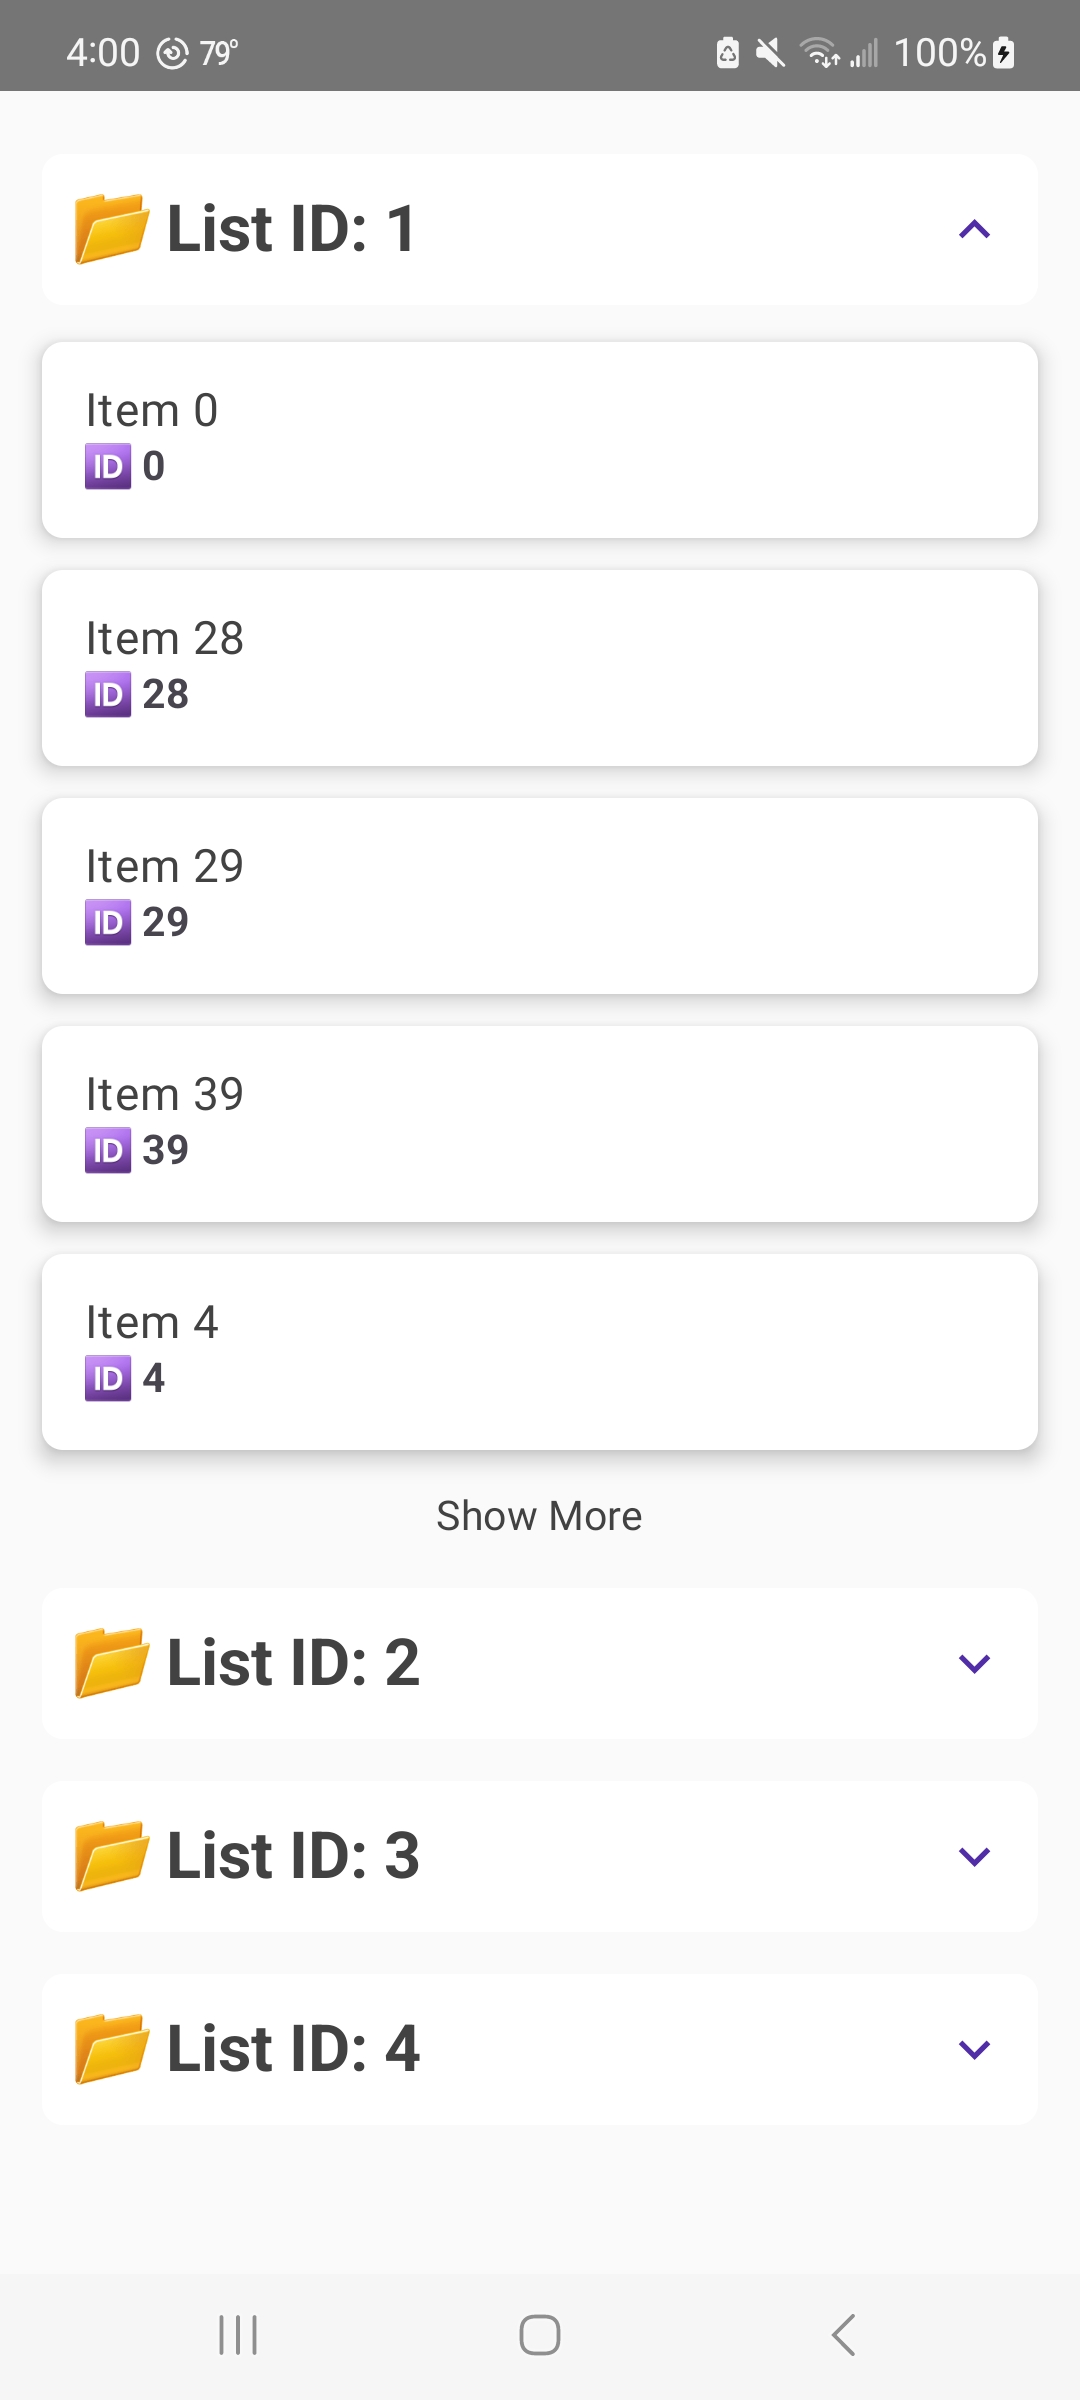 4:00 79° 100%
List ID: 1
Item 0
ID 0
Item 28
ID 28
Item 29
ID 29
Item 39
ID 39
Item 4
ID 4
Show More
List ID: 2
List ID: 3
List ID: 4